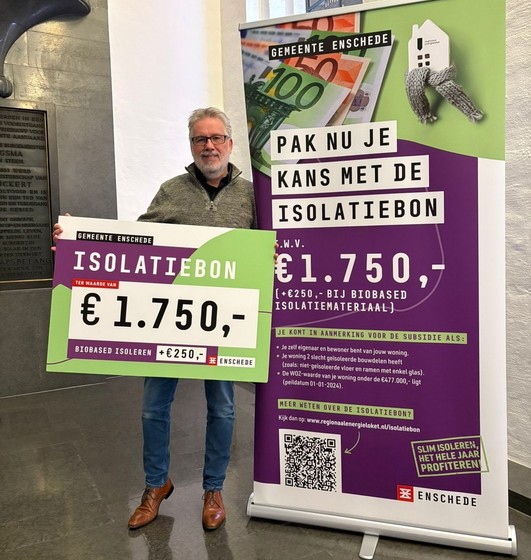 GEMEENTE ENSCHEDE
ISOLATIEBON
TER WAARDE VAN
€ 1.750,-
BIOBASED ISOLEREN +€250,-
ENSCHEDE
GEMEENTE ENSCHEDE
PAK NU JE
KANS MET DE
ISOLATIEBON
T.W.V.
€1.750,-
(+€250,- BIJ BIOBASED
ISOLATIEMATERIAAL)
JE KOMT IN AANMERKING VOOR DE SUBSIDIE ALS:
• Je zelf eigenaar en bewoner bent van jouw woning.
• Je woning 2 slecht geïsoleerde bouwdelen heeft
(zoals: niet-geïsoleerde vloer en ramen met enkel glas).
• De WOZ-waarde van je woning onder de €477.000,- ligt
(peildatum 01-01-2024).
MEER WETEN OVER DE ISOLATIEBON?
Kijk dan op: www.regionaalenergieloket.nl/isolatiebon
SLIM ISOLEREN,
HET HELE JAAR
PROFITEREN!
ENSCHEDE
100
50